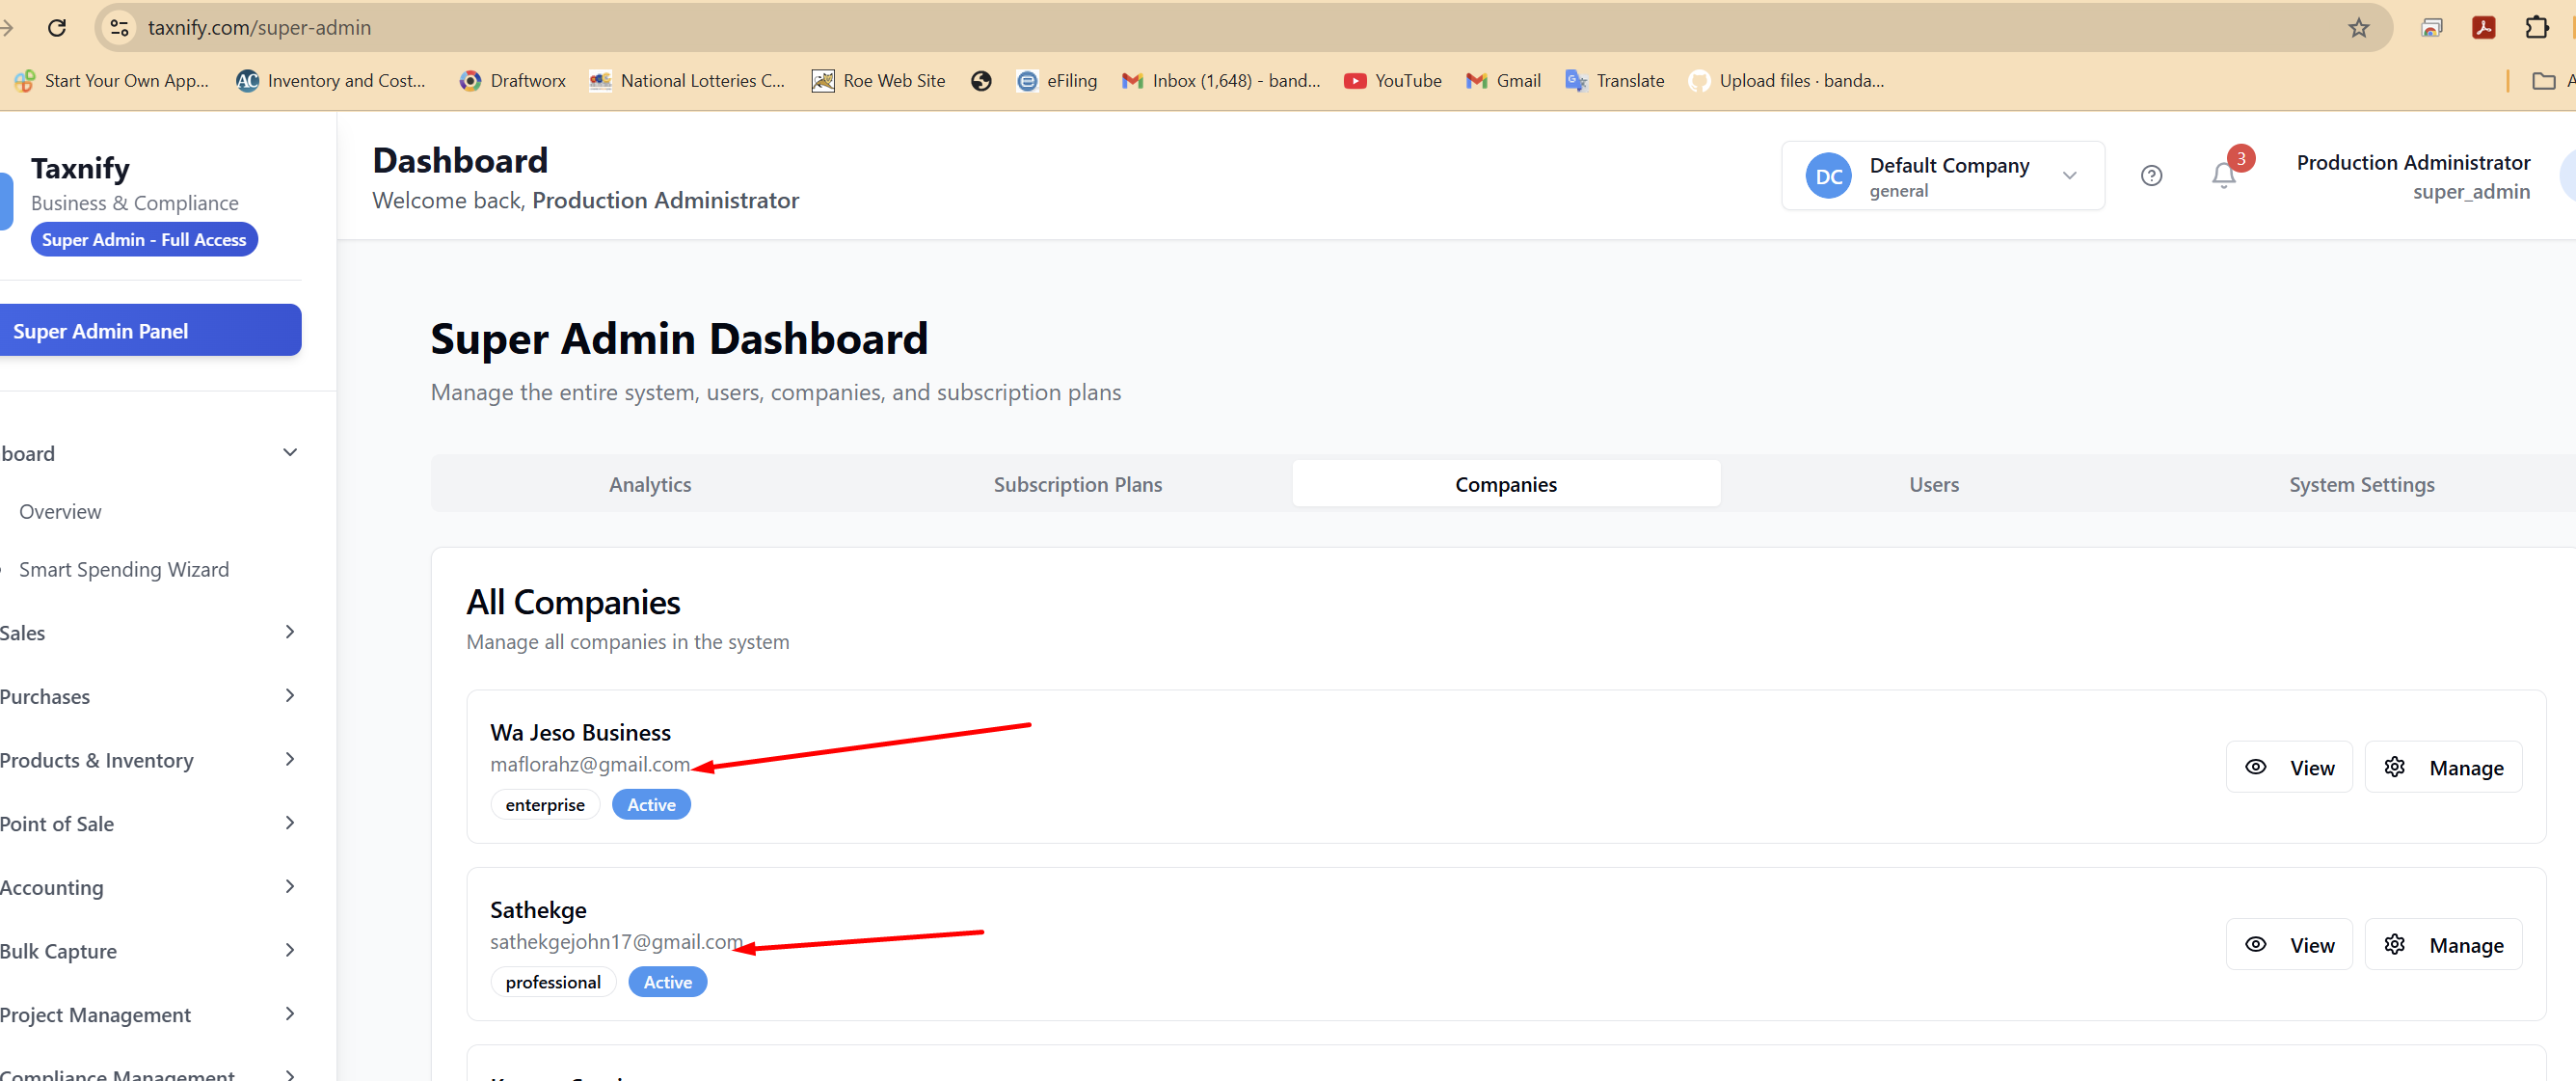 taxnify.com/super-admin
Start Your Own App...
Inventory and Cost...
Draftworx
National Lotteries C...
Roe Web Site
eFiling
Inbox (1,648) - band...
YouTube
Gmail
Translate
Upload files · banda...
Taxnify
Business & Compliance
Super Admin - Full Access
Super Admin Panel
board
Overview
Smart Spending Wizard
Sales
Purchases
Products & Inventory
Point of Sale
Accounting
Bulk Capture
Project Management
Compliance Management
Dashboard
Welcome back, Production Administrator
DC
Default Company
general
3
Production Administrator
super_admin
Super Admin Dashboard
Manage the entire system, users, companies, and subscription plans
Analytics
Subscription Plans
Companies
Users
System Settings
All Companies
Manage all companies in the system
Wa Jeso Business
maflorahz@gmail.com
enterprise
Active
View
Manage
Sathekge
sathekgejohn17@gmail.com
professional
Active
View
Manage